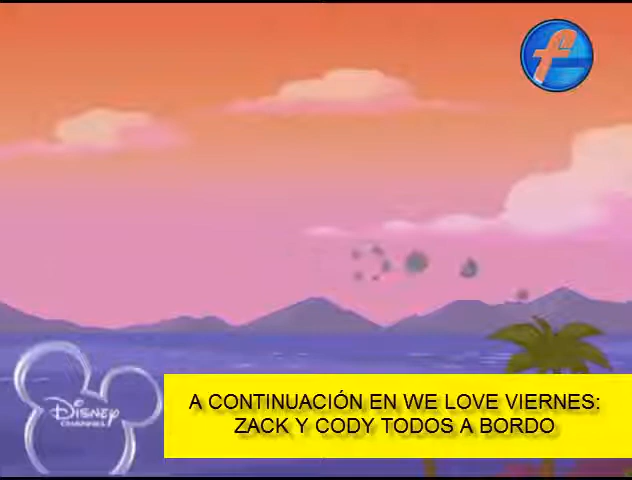 f
A CONTINUACIÓN EN WE LOVE VIERNES:
ZACK Y CODY TODOS A BORDO
DISNEY
CHANNEL